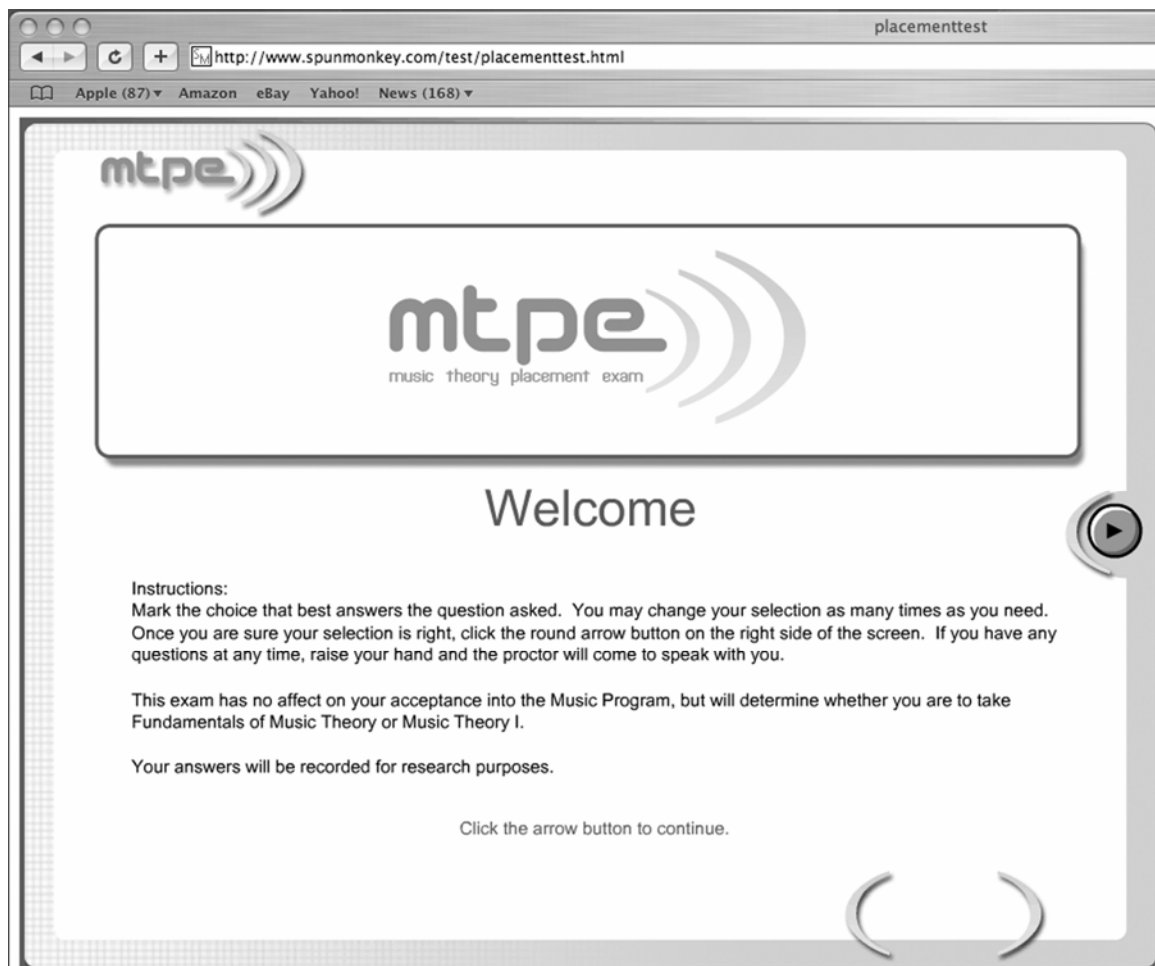 placementtest
http://www.spunmonkey.com/test/placementtest.html
Apple (87) Amazon eBay Yahoo! News (168)
mtpe
mtpe
music theory placement exam
Welcome
Instructions:
Mark the choice that best answers the question asked. You may change your selection as many times as you need.
Once you are sure your selection is right, click the round arrow button on the right side of the screen. If you have any
questions at any time, raise your hand and the proctor will come to speak with you.
This exam has no affect on your acceptance into the Music Program, but will determine whether you are to take
Fundamentals of Music Theory or Music Theory I.
Your answers will be recorded for research purposes.
Click the arrow button to continue.